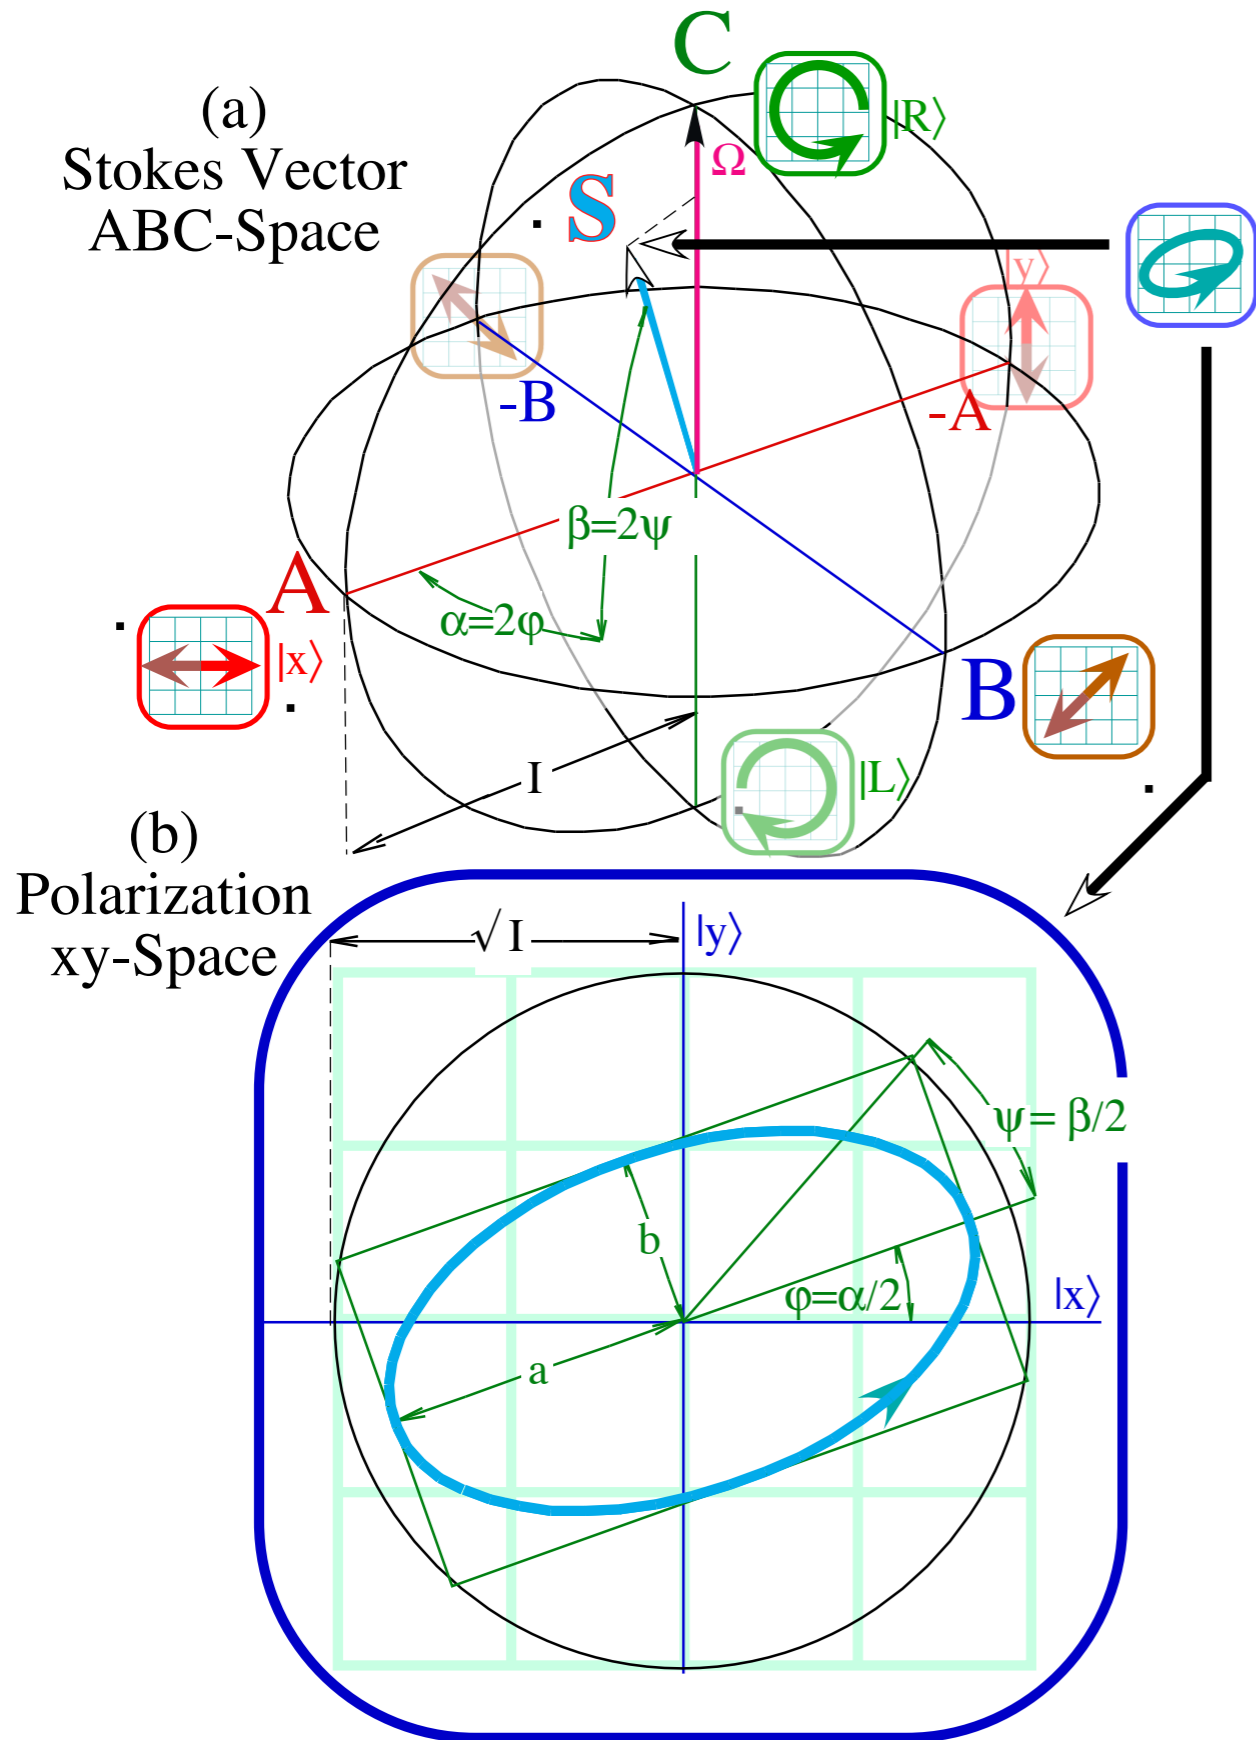 (a)
Stokes Vector
ABC-Space
C
|R⟩
Ω
S
|y⟩
-B
-A
β=2ψ
A
α=2φ
|x⟩
B
I
|L⟩
(b)
Polarization
xy-Space
√ I
|y⟩
ψ= β/2
b
φ=α/2
|x⟩
a